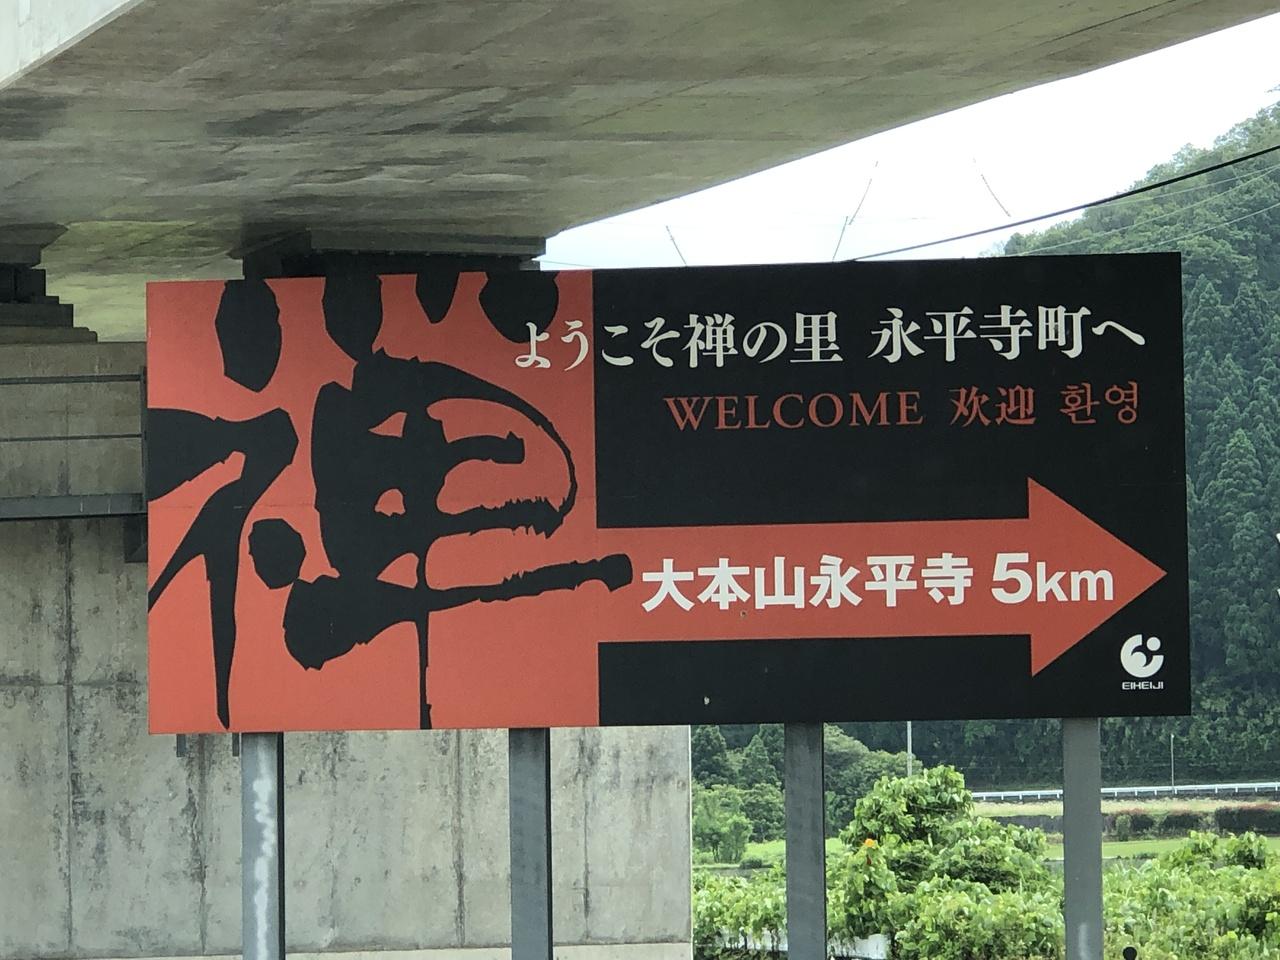 禅
ようこそ禅の里 永平寺町へ
WELCOME 欢迎 환영
大本山永平寺 5km
EIHEIJI